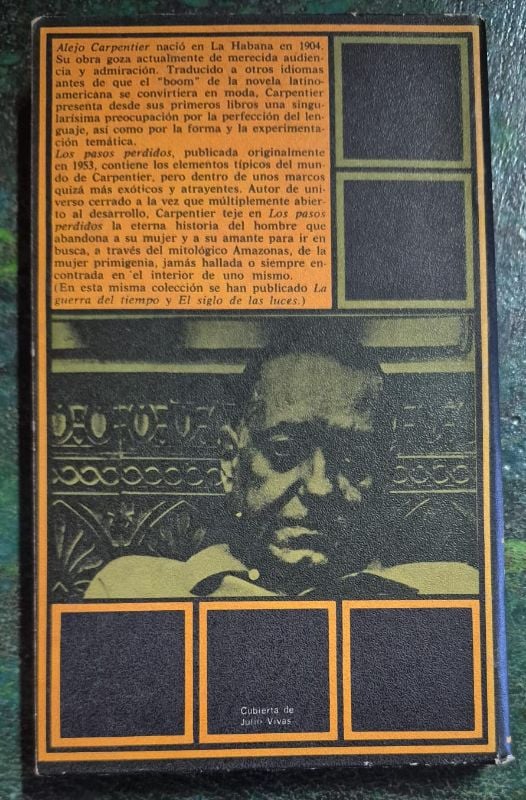 Alejo Carpentier nació en La Habana en 1904.
Su obra goza actualmente de merecida audien-
cia y admiración. Traducido a otros idiomas
antes de que el "boom" de la novela latino-
americana se convirtiera en moda, Carpentier
presenta desde sus primeros libros una singu-
larísima preocupación por la perfección del len-
guaje, así como por la forma y la experimenta-
ción temática.
Los pasos perdidos, publicada originalmente
en 1953, contiene los elementos típicos del mun-
do de Carpentier, pero dentro de unos marcos
quizá más exóticos y atrayentes. Autor de uni-
verso cerrado a la vez que múltiplemente abier-
to al desarrollo, Carpentier teje en Los pasos
perdidos la eterna historia del hombre que
abandona a su mujer y a su amante para ir en
busca, a través del mitológico Amazonas, de la
mujer primigenia, jamás hallada o siempre en-
contrada en el interior de uno mismo.
(En esta misma colección se han publicado La
guerra del tiempo y El siglo de las luces.)
Cubierta de
Julio Vivas